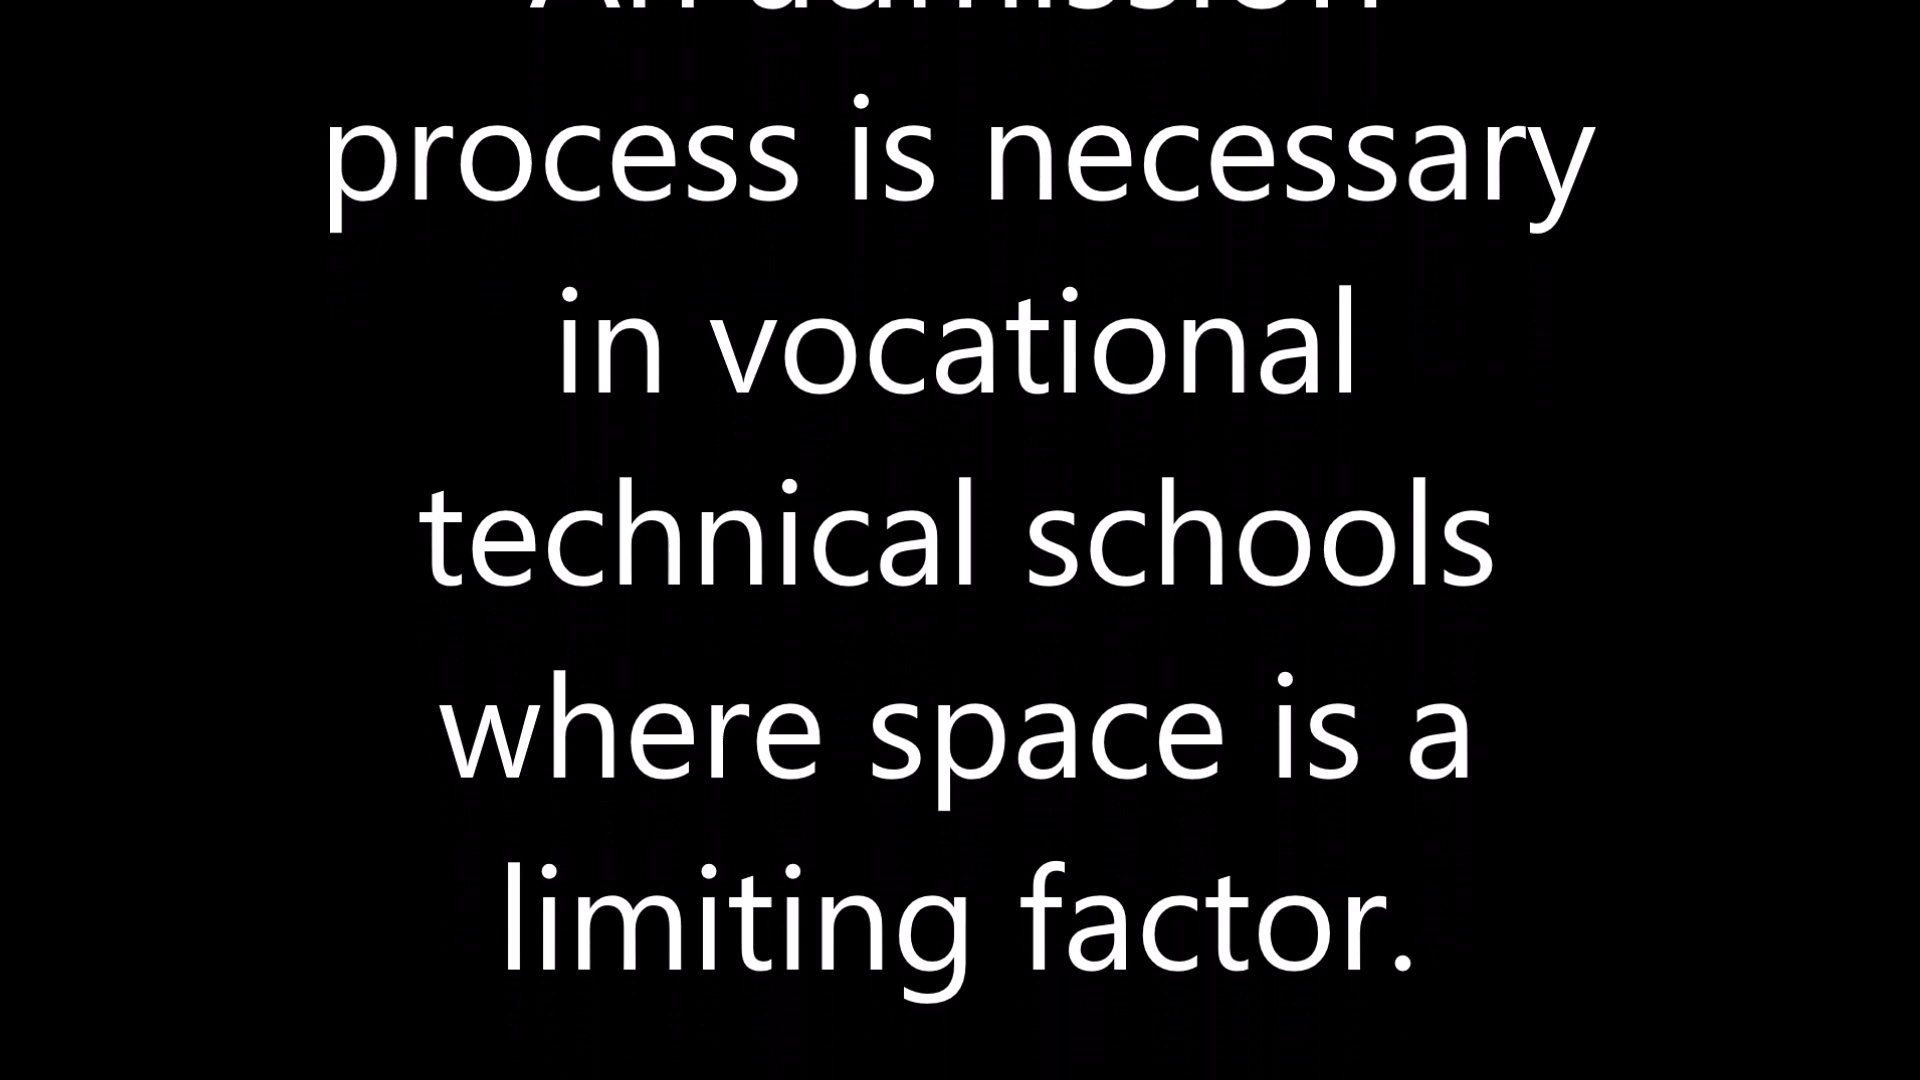 An admission
process is necessary
in vocational
technical schools
where space is a
limiting factor.